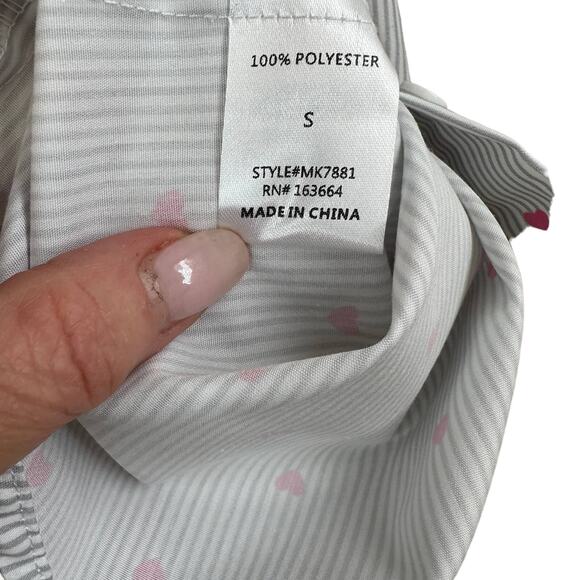 100% POLYESTER
S
STYLE#MK7881
RN# 163664
MADE IN CHINA